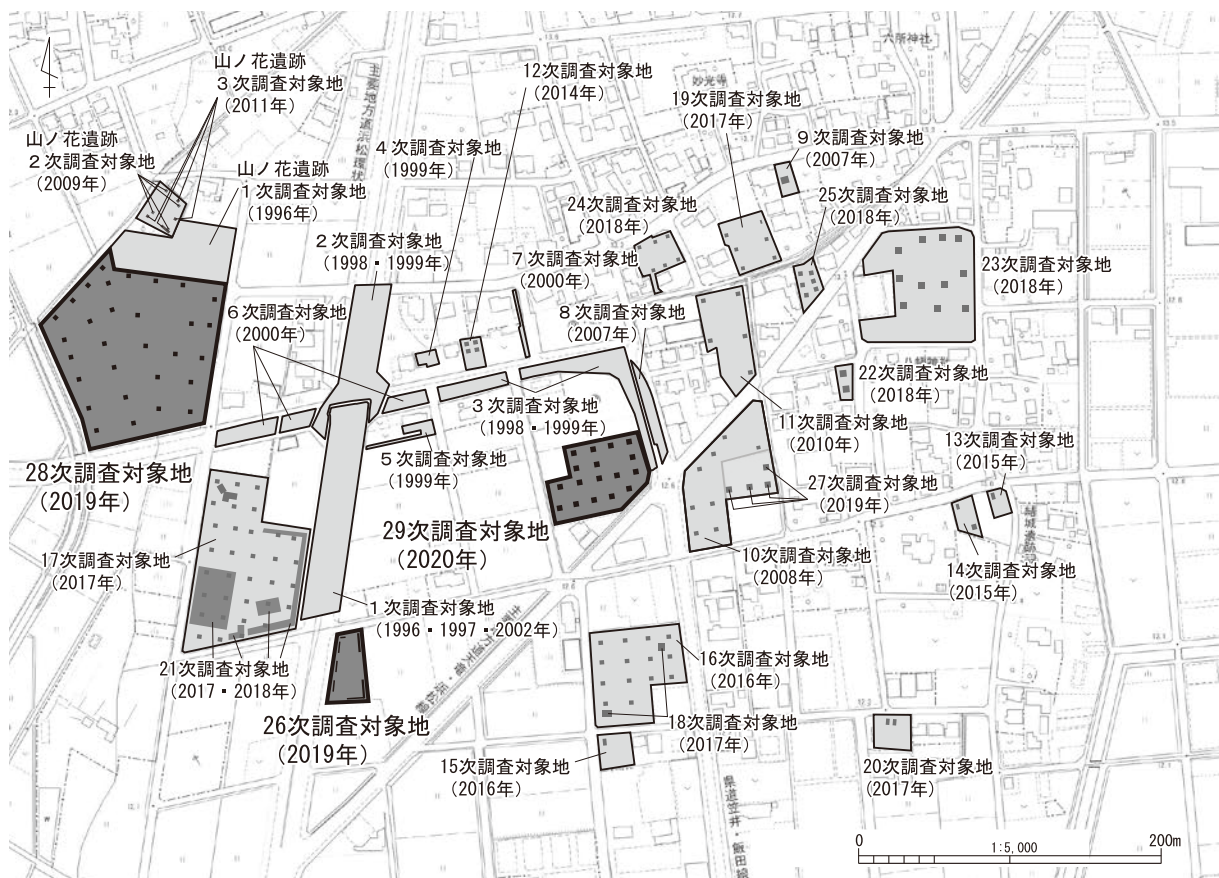 山ノ花遺跡
３次調査対象地
(2011年)
山ノ花遺跡
２次調査対象地
(2009年)
山ノ花遺跡
１次調査対象地
(1996年)
主要地方道浜松環状
12次調査対象地
(2014年)
４次調査対象地
(1999年)
２次調査対象地
(1998・1999年)
６次調査対象地
(2000年)
妙光寺
六所神社
19次調査対象地
(2017年)
９次調査対象地
(2007年)
24次調査対象地
(2018年)
25次調査対象地
(2018年)
７次調査対象地
(2000年)
８次調査対象地
(2007年)
23次調査対象地
(2018年)
22次調査対象地
(2018年)
３次調査対象地
(1998・1999年)
11次調査対象地
(2010年)
13次調査対象地
(2015年)
５次調査対象地
(1999年)
28次調査対象地
(2019年)
27次調査対象地
(2019年)
29次調査対象地
(2020年)
10次調査対象地
(2008年)
14次調査対象地
(2015年)
17次調査対象地
(2017年)
１次調査対象地
(1996・1997・2002年)
21次調査対象地
(2017・2018年)
16次調査対象地
(2016年)
26次調査対象地
(2019年)
18次調査対象地
(2017年)
15次調査対象地
(2016年)
20次調査対象地
(2017年)
県道笠井・飯田線
0
200m
1:5,000